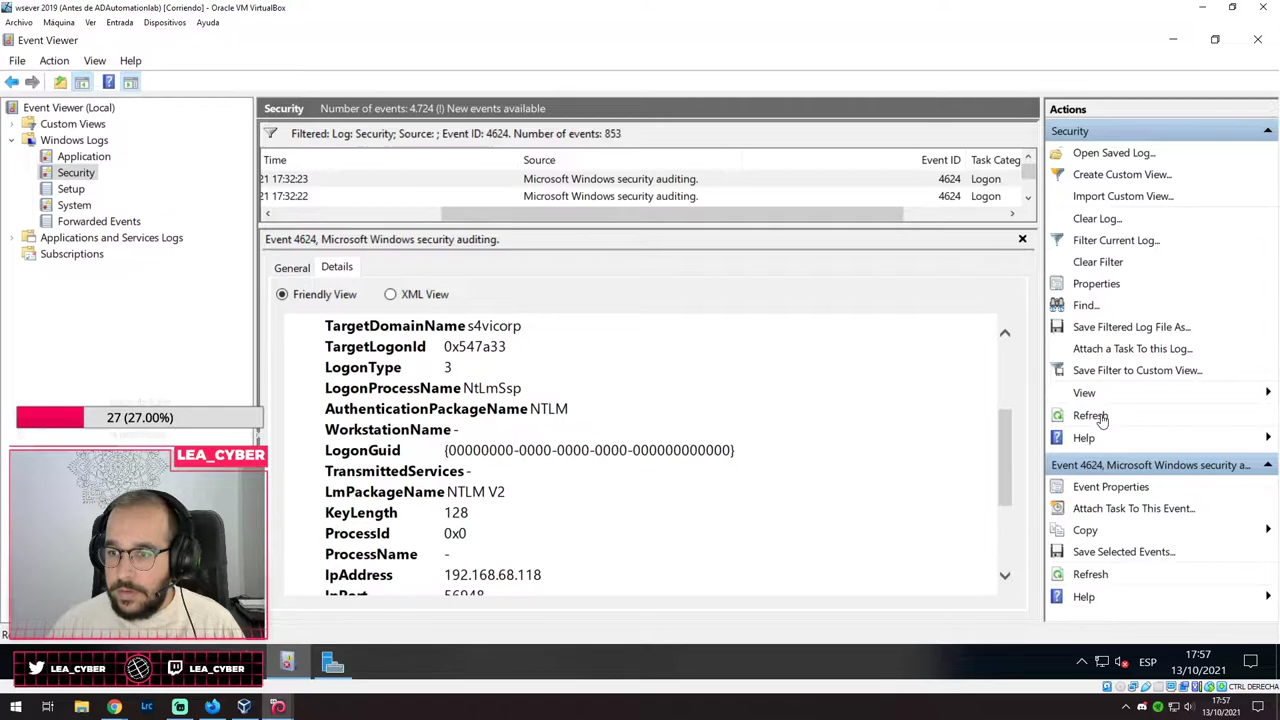 wsever 2019 (Antes de ADAutomationlab) [Corriendo] - Oracle VM VirtualBox
Archivo Máquina Ver Entrada Dispositivos Ayuda
Event Viewer
File Action View Help
Event Viewer (Local)
Custom Views
Windows Logs
Application
Security
Setup
System
Forwarded Events
Applications and Services Logs
Subscriptions
Security Number of events: 4.724 (!) New events available
Filtered: Log: Security; Source: ; Event ID: 4624. Number of events: 853
Time Source Event ID Task Categ
21 17:32:23 Microsoft Windows security auditing. 4624 Logon
21 17:32:22 Microsoft Windows security auditing. 4624 Logon
Event 4624, Microsoft Windows security auditing.
General Details
Friendly View XML View
TargetDomainName s4vicorp
TargetLogonId 0x547a33
LogonType 3
LogonProcessName NtLmSsp
AuthenticationPackageName NTLM
WorkstationName -
LogonGuid {00000000-0000-0000-0000-000000000000}
TransmittedServices -
LmPackageName NTLM V2
KeyLength 128
ProcessId 0x0
ProcessName -
IpAddress 192.168.68.118
IpPort 56948
Actions
Security
Open Saved Log...
Create Custom View...
Import Custom View...
Clear Log...
Filter Current Log...
Clear Filter
Properties
Find...
Save Filtered Log File As...
Attach a Task To this Log...
Save Filter to Custom View...
View
Refresh
Help
Event 4624, Microsoft Windows security a...
Event Properties
Attach Task To This Event...
Copy
Save Selected Events...
Refresh
Help
27 (27.00%)
LEA_CYBER
LEA_CYBER LEA_CYBER
ESP 17:57
13/10/2021
CTRL DERECHA
Lrc
17:57
13/10/2021